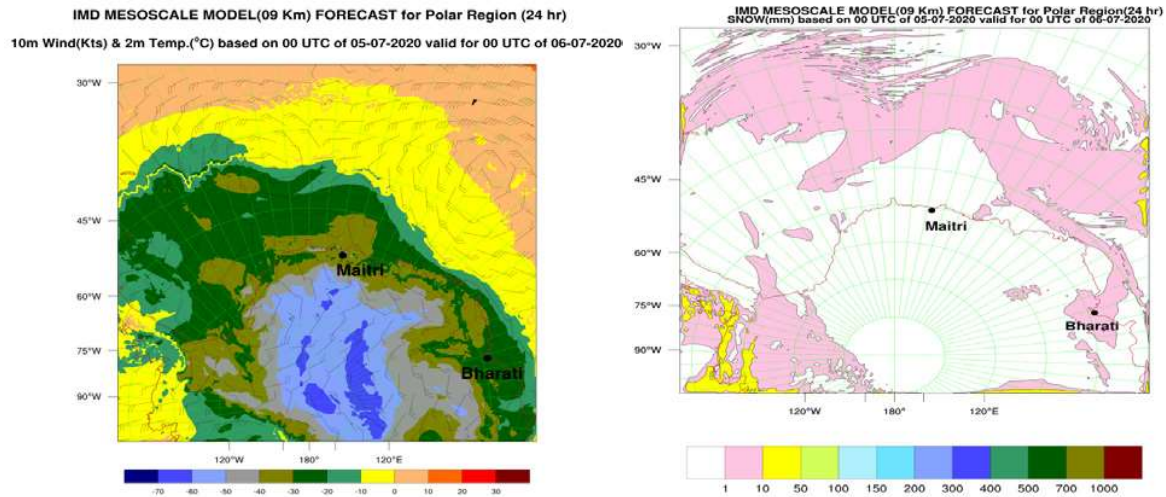 IMD MESOSCALE MODEL(09 Km) FORECAST for Polar Region (24 hr)
10m Wind(Kts) & 2m Temp.(°C) based on 00 UTC of 05-07-2020 valid for 00 UTC of 06-07-2020
30°W
45°W
60°W
75°W
90°W
Maitri
Bharati
120°W 180° 120°E
-70 -60 -50 -40 -30 -20 -10 0 10 20 30
IMD MESOSCALE MODEL(09 Km) FORECAST for Polar Region(24 hr)
SNOW(mm) based on 00 UTC of 05-07-2020 valid for 00 UTC of 06-07-2020
30°W
45°W
60°W
75°W
90°W
Maitri
Bharati
120°W 180° 120°E
1 10 50 100 150 200 300 400 500 700 1000